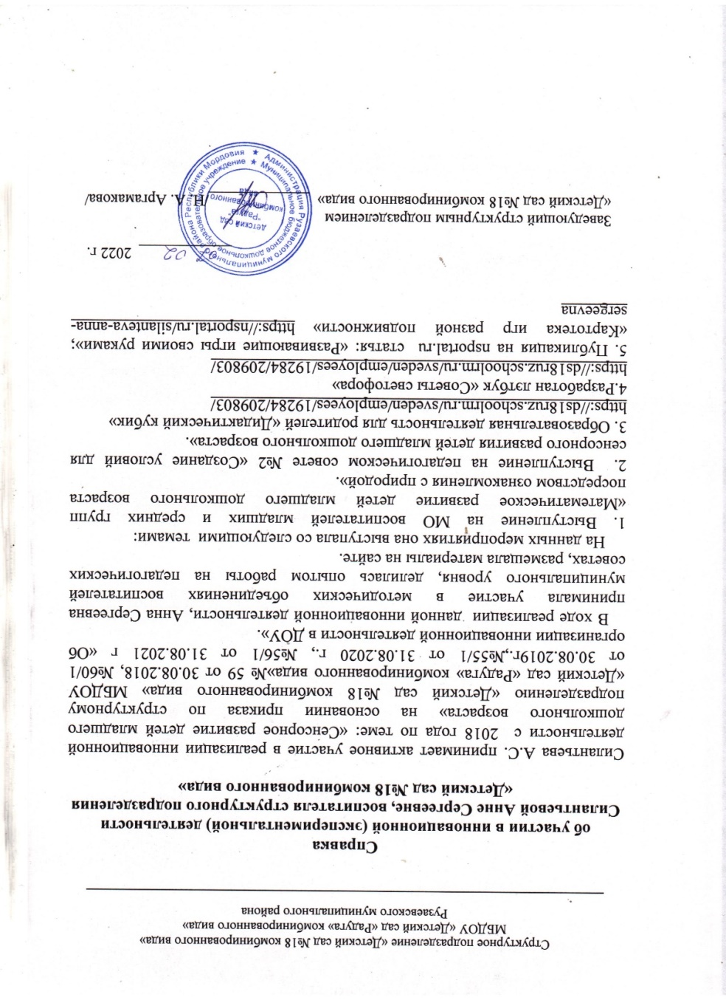 Структурное подразделение «Детский сад №18 комбинированного вида»
МБДОУ «Детский сад «Радуга» комбинированного вида»
Рузаевского муниципального района
Справка
об участии в инновационной (экспериментальной) деятельности
Силантьевой Анне Сергеевне, воспитателя структурного подразделения
«Детский сад №18 комбинированного вида»
Силантьева А.С. принимает активное участие в реализации инновационной
деятельности с 2018 года по теме: «Сенсорное развитие детей младшего
дошкольного возраста» на основании приказа по структурному
подразделению «Детский сад №18 комбинированного вида» МБДОУ
«Детский сад «Радуга» комбинированного вида»№ 59 от 30.08.2018, №60/1
от 30.08.2019г.,№55/1 от 31.08.2020 г., №56/1 от 31.08.2021 г «Об
организации инновационной деятельности в ДОУ».
В ходе реализации данной инновационной деятельности, Анна Сергеевна
принимала участие в методических объединениях воспитателей
муниципального уровня, делилась опытом работы на педагогических
советах, размещала материалы на сайте.
На данных мероприятиях она выступала со следующими темами:
1. Выступление на МО воспитателей младших и средних групп
«Математическое развитие детей младшего дошкольного возраста
посредством ознакомления с природой».
2. Выступление на педагогическом совете №2 «Создание условий для
сенсорного развития детей младшего дошкольного возраста».
3. Образовательная деятельность для родителей «Дидактический кубик»
https://ds18ruz.schoolrm.ru/sveden/employees/19284/209803/
4.Разработан лэтбук «Советы светофора»
https://ds18ruz.schoolrm.ru/sveden/employees/19284/209803/
5. Публикация на nsportal.ru статья: «Развивающие игры своими руками»;
«Картотека игр разной подвижности» https://nsportal.ru/silanteva-anna-
sergeevna
02 2022 г.
Заведующий структурным подразделением
«Детский сад №18 комбинированного вида» /Н. А. Аргамакова/
Администрация Рузаевского муниципального района Республики Мордовия
Муниципальное бюджетное дошкольное образовательное учреждение
детский сад
"Радуга"
комбинированного
вида